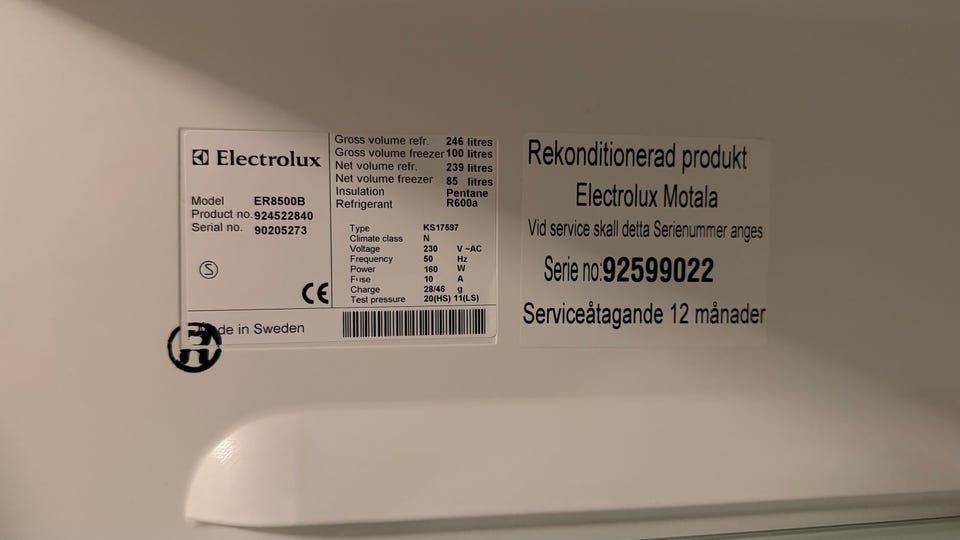 Electrolux
Model ER8500B
Product no. 924522840
Serial no. 90205273
S
CE
Made in Sweden
R
Gross volume refr. 246 litres
Gross volume freezer 100 litres
Net volume refr. 239 litres
Net volume freezer 85 litres
Insulation Pentane
Refrigerant R600a
Type KS17597
Climate class N
Voltage 230 V ~AC
Frequency 50 Hz
Power 160 W
Fuse 10 A
Charge 28/46 g
Test pressure 20(HS) 11(LS)
Rekonditionerad produkt
Electrolux Motala
Vid service skall detta Serienummer anges
Serie no:92599022
Serviceåtagande 12 månader